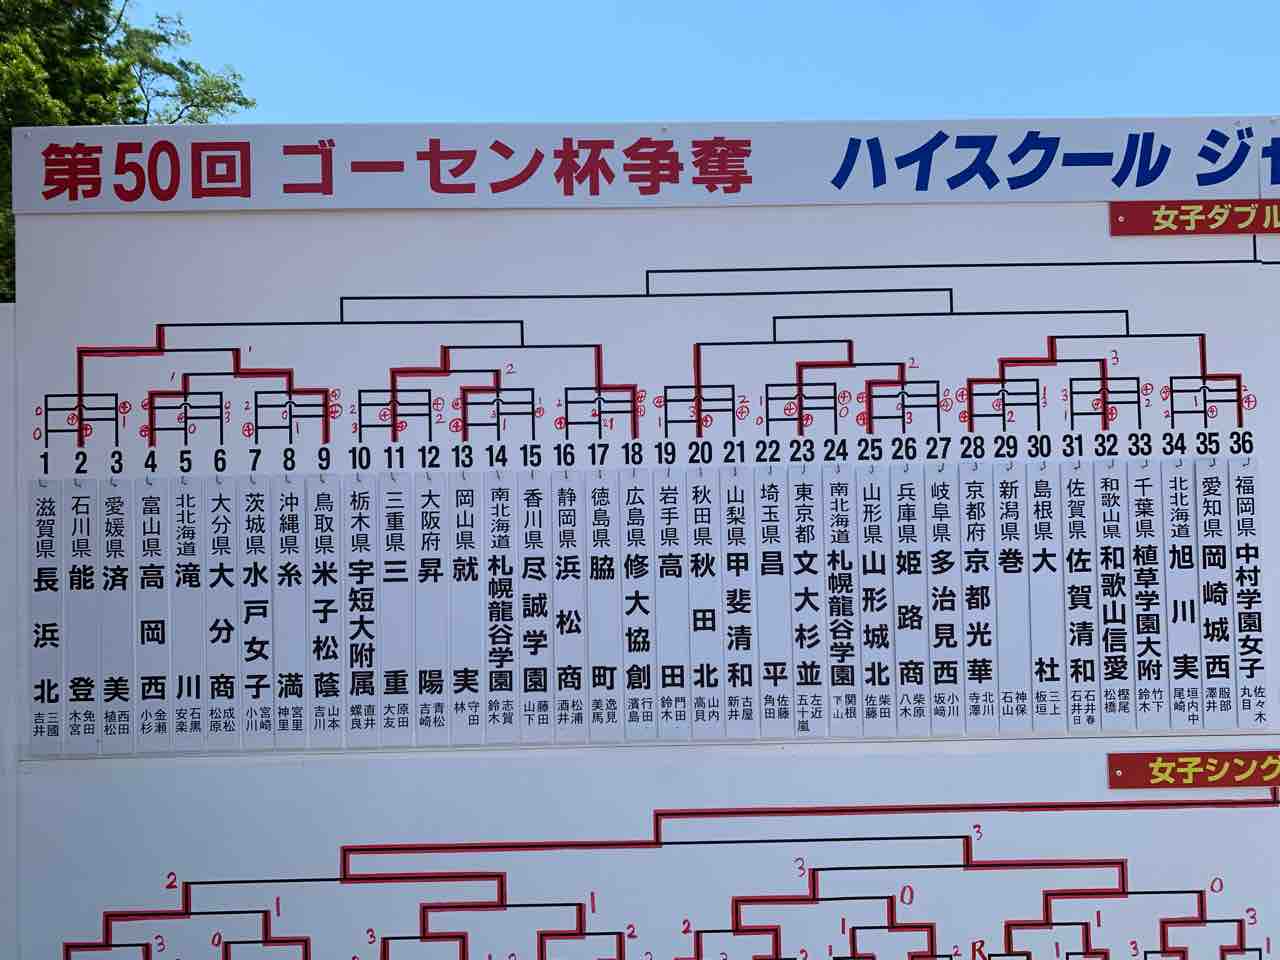 第50回 ゴーセン杯争奪 ハイスクール ジャ
女子ダブル
1 2 3 4 5 6 7 8 9 10 11 12 13 14 15 16 17 18 19 20 21 22 23 24 25 26 27 28 29 30 31 32 33 34 35 36
滋賀県 長浜北 三國 吉井
石川県 能登 免田 木宮
愛媛県 済美 西田 植松
富山県 高岡西 金瀬 小杉
北北海道 滝川 石黒 安楽
大分県 大分商 成松 松原
茨城県 水戸女子 宮崎 小川
沖縄県 糸満 宮里 神里
鳥取県 米子松蔭 山本 吉川
栃木県 宇短大附属 直井 螺良
三重県 三重 原田 大友
大阪府 昇陽 青松 吉崎
岡山県 就実 守田 林
南北海道 札幌龍谷学園 志賀 鈴木
香川県 尽誠学園 藤田 山下
静岡県 浜松商 松浦 酒井
徳島県 脇町 逸見 美馬
広島県 修大協創 行田 濱島
岩手県 高田 門田 鈴木
秋田県 秋田北 山内 高貝
山梨県 甲斐清和 古屋 新井
埼玉県 昌平 佐藤 角田
東京都 文大杉並 左近 五十嵐
南北海道 札幌龍谷学園 関根 下山
山形県 山形城北 柴田 佐藤
兵庫県 姫路商 柴原 八木
岐阜県 多治見西 小川 坂﨑
京都府 京都光華 北川 寺澤
新潟県 巻 神保 石山
島根県 大社 三上 板垣
佐賀県 佐賀清和 石井春 石井日
和歌山県 和歌山信愛 樫尾 松橋
千葉県 植草学園大附 竹下 鈴木
北北海道 旭川実 垣内中 尾崎
愛知県 岡崎城西 服部 澤井
福岡県 中村学園女子 佐々木 丸目
女子シング